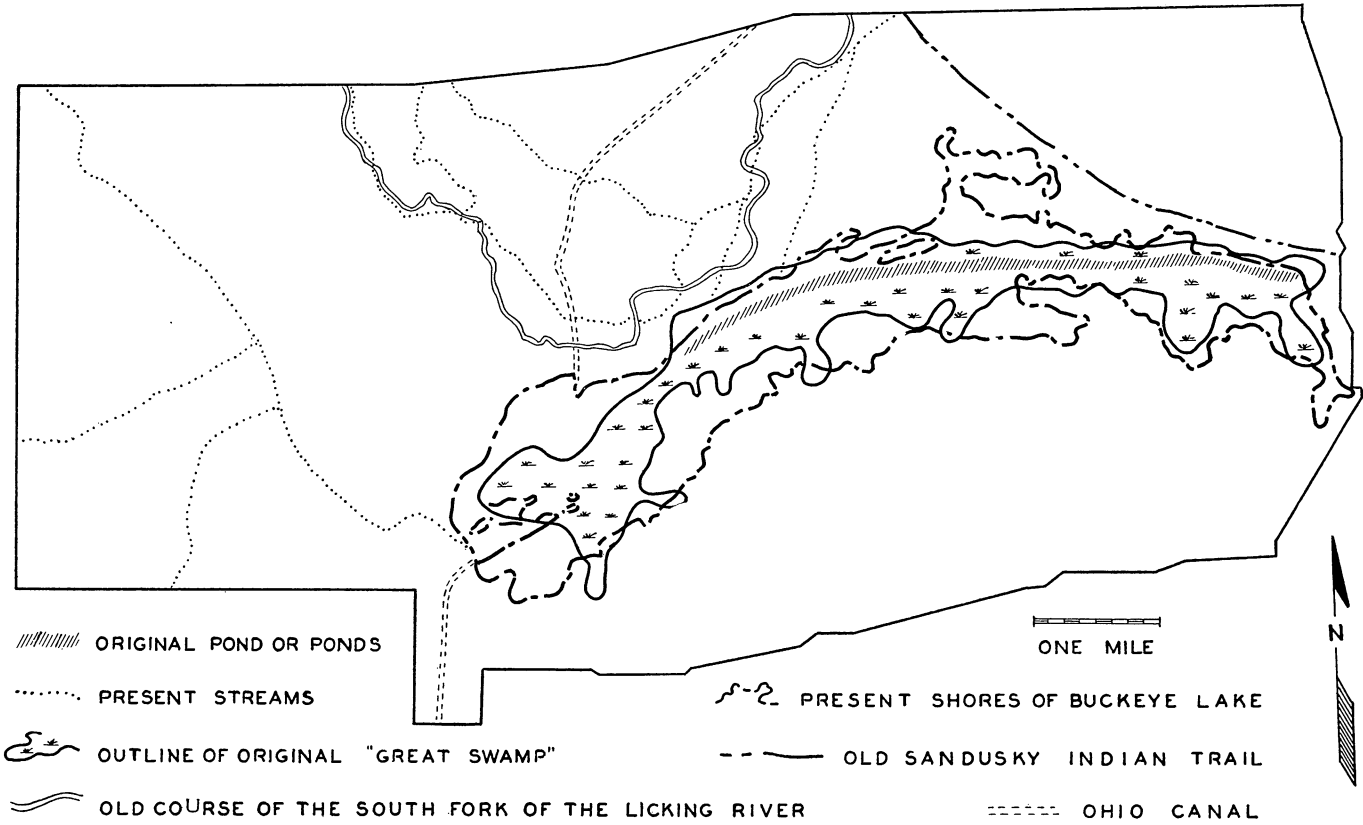 ORIGINAL POND OR PONDS
PRESENT STREAMS
OUTLINE OF ORIGINAL "GREAT SWAMP"
OLD COURSE OF THE SOUTH FORK OF THE LICKING RIVER
ONE MILE
N
PRESENT SHORES OF BUCKEYE LAKE
OLD SANDUSKY INDIAN TRAIL
OHIO CANAL